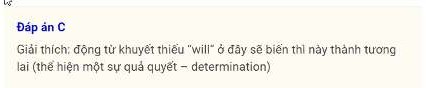 Đáp án C
Giải thích: động từ khuyết thiếu "will" ở đây sẽ biến thì này thành tương
lai (thể hiện một sự quả quyết – determination)